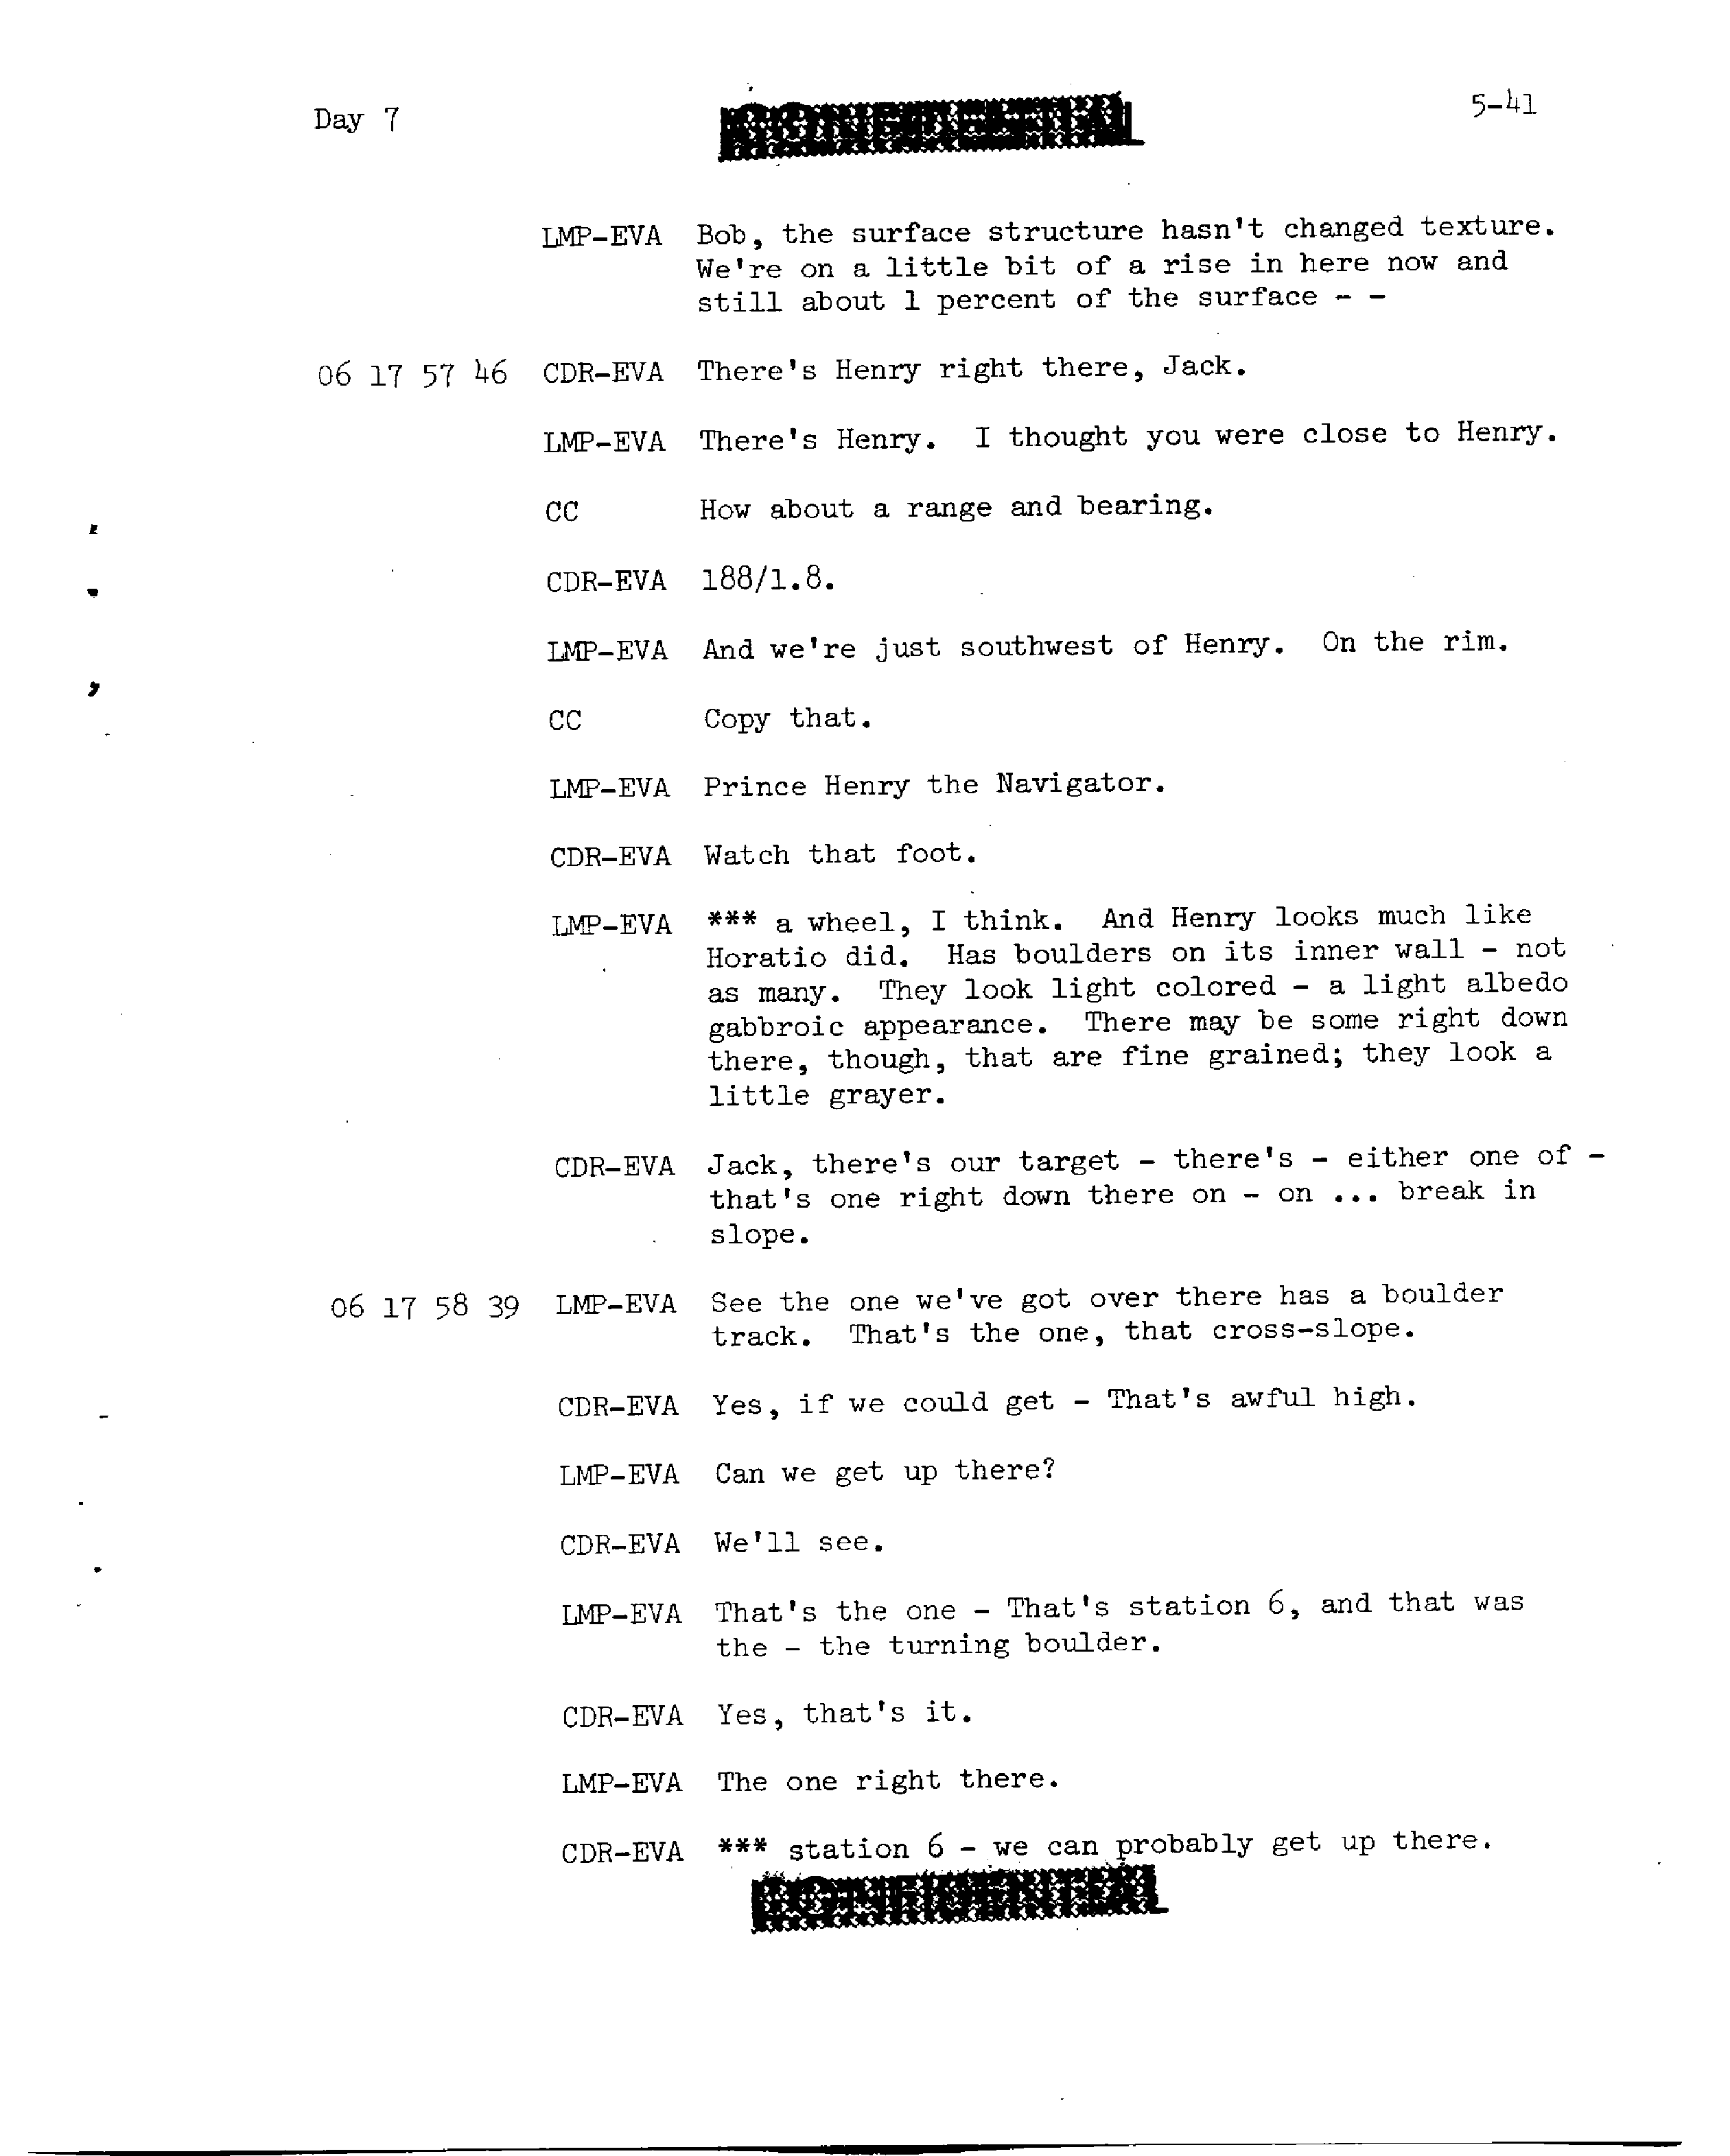 Day 7
CONFIDENTIAL
5-41
LMP-EVA Bob, the surface structure hasn't changed texture.
We're on a little bit of a rise in here now and
still about 1 percent of the surface - -
06 17 57 46 CDR-EVA There's Henry right there, Jack.
LMP-EVA There's Henry. I thought you were close to Henry.
CC How about a range and bearing.
CDR-EVA 188/1.8.
LMP-EVA And we're just southwest of Henry. On the rim.
CC Copy that.
LMP-EVA Prince Henry the Navigator.
CDR-EVA Watch that foot.
LMP-EVA *** a wheel, I think. And Henry looks much like
Horatio did. Has boulders on its inner wall - not
as many. They look light colored - a light albedo
gabbroic appearance. There may be some right down
there, though, that are fine grained; they look a
little grayer.
CDR-EVA Jack, there's our target - there's - either one of -
that's one right down there on - on ... break in
slope.
06 17 58 39 LMP-EVA See the one we've got over there has a boulder
track. That's the one, that cross-slope.
CDR-EVA Yes, if we could get - That's awful high.
LMP-EVA Can we get up there?
CDR-EVA We'll see.
LMP-EVA That's the one - That's station 6, and that was
the - the turning boulder.
CDR-EVA Yes, that's it.
LMP-EVA The one right there.
CDR-EVA *** station 6 - we can probably get up there.
CONFIDENTIAL